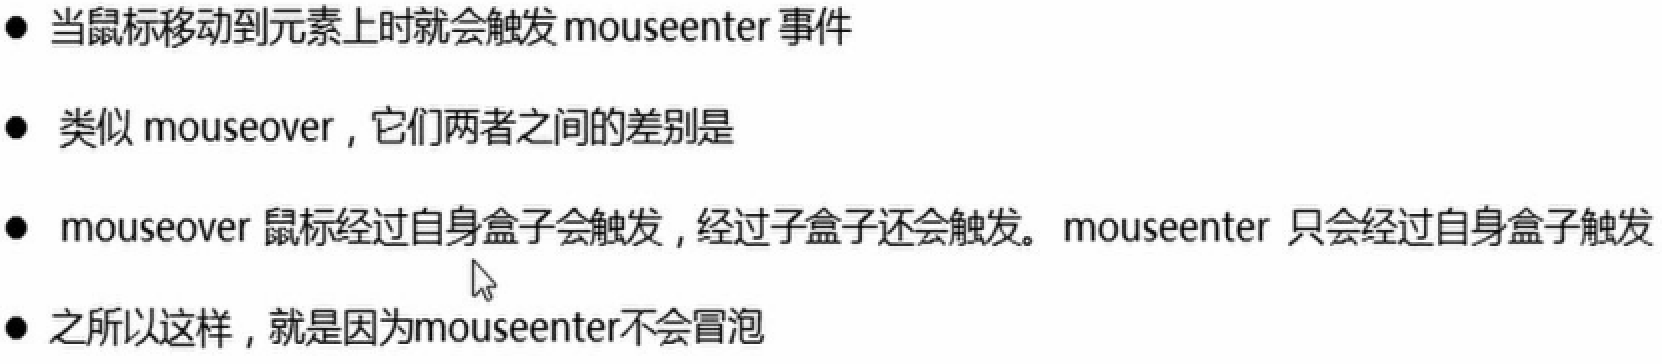 ● 当鼠标移动到元素上时就会触发 mouseenter 事件
● 类似 mouseover，它们两者之间的差别是
● mouseover 鼠标经过自身盒子会触发，经过子盒子还会触发。 mouseenter 只会经过自身盒子触发
● 之所以这样，就是因为mouseenter不会冒泡